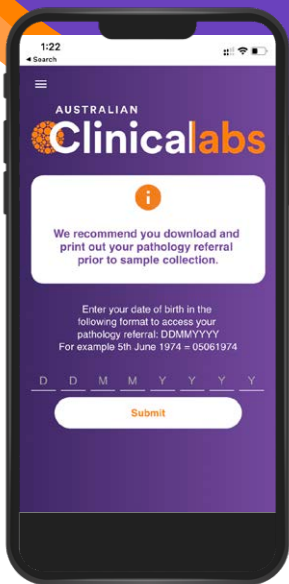 1:22
◀ Search
AUSTRALIAN
Clinicallabs
We recommend you download and
print out your pathology referral
prior to sample collection.
Enter your date of birth in the
following format to access your
pathology referral: DDMMYYYY
For example 5th June 1974 = 05061974
D D M M Y Y Y Y
Submit